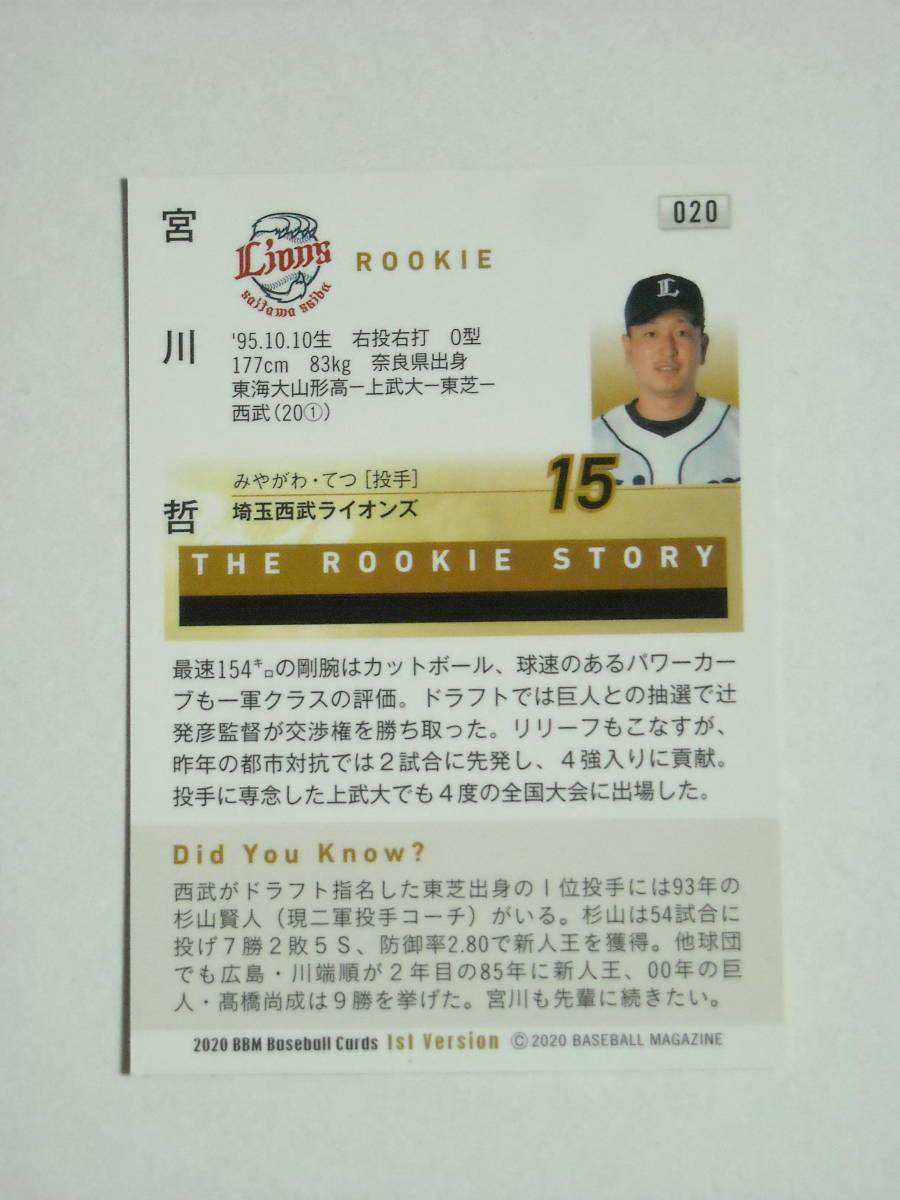 020
宮川哲
Lions
Saitama Seibu
ROOKIE
'95.10.10生 右投右打 O型
177cm 83kg 奈良県出身
東海大山形高ー上武大ー東芝ー
西武(20①)
L
みやがわ・てつ[投手]
15
埼玉西武ライオンズ
THE ROOKIE STORY
最速154㌔の剛腕はカットボール、球速のあるパワーカー
ブも一軍クラスの評価。ドラフトでは巨人との抽選で辻
発彦監督が交渉権を勝ち取った。リリーフもこなすが、
昨年の都市対抗では2試合に先発し、4強入りに貢献。
投手に専念した上武大でも4度の全国大会に出場した。
Did You Know?
西武がドラフト指名した東芝出身の1位投手には93年の
杉山賢人(現二軍投手コーチ)がいる。杉山は54試合に
投げ7勝2敗5S、防御率2.80で新人王を獲得。他球団
でも広島・川端順が2年目の85年に新人王、00年の巨
人・髙橋尚成は9勝を挙げた。宮川も先輩に続きたい。
2020 BBM Baseball Cards 1st Version ©2020 BASEBALL MAGAZINE